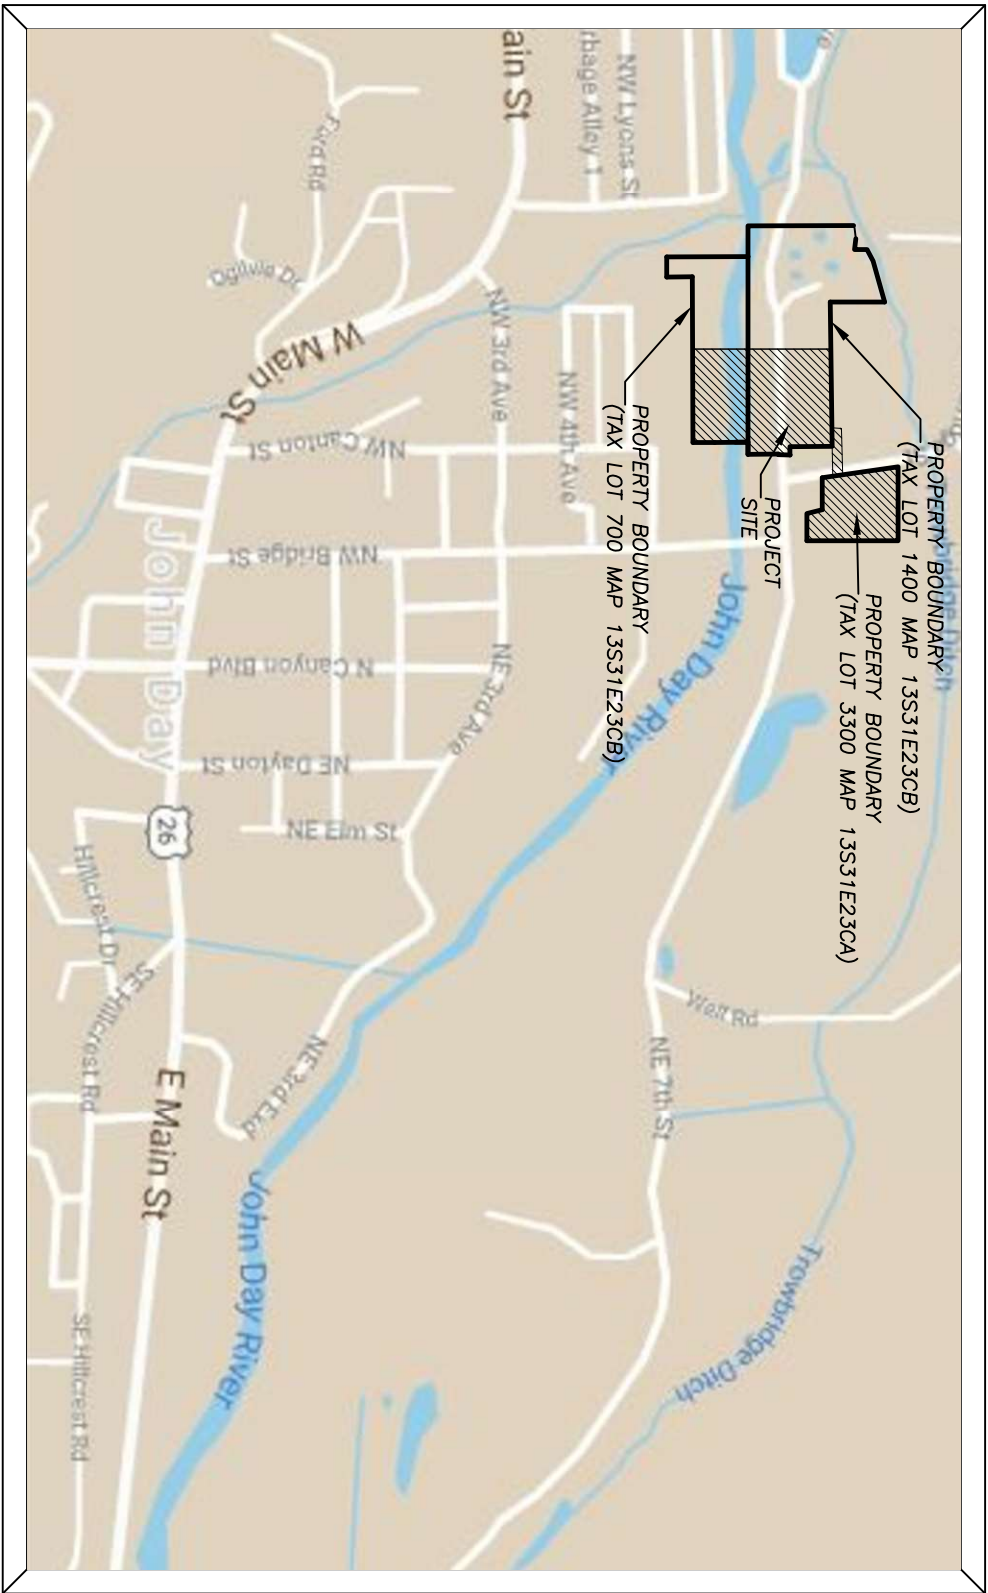 PROPERTY BOUNDARY
(TAX LOT 1400 MAP 13S31E23CB)
PROPERTY BOUNDARY
(TAX LOT 3300 MAP 13S31E23CA)
PROJECT
SITE
PROPERTY BOUNDARY
(TAX LOT 700 MAP 13S31E23CB)
bridge Ditch
NW Lyons St
rbage Alley 1
ain St
Ford Rd
Ogilvie Dr
W Main St
NW 3rd Ave
NW 4th Ave
NW Canton St
NW Bridge St
N Canyon Blvd
NE Dayton St
NE Elm St
NE 3rd Ave
John Day
26
John Day River
Hillcrest Dr
SE Hillcrest Rd
NE 3rd Exd
E Main St
John Day River
SE Hillcrest Rd
Wolf Rd
NE 7th St
Trowbridge Ditch